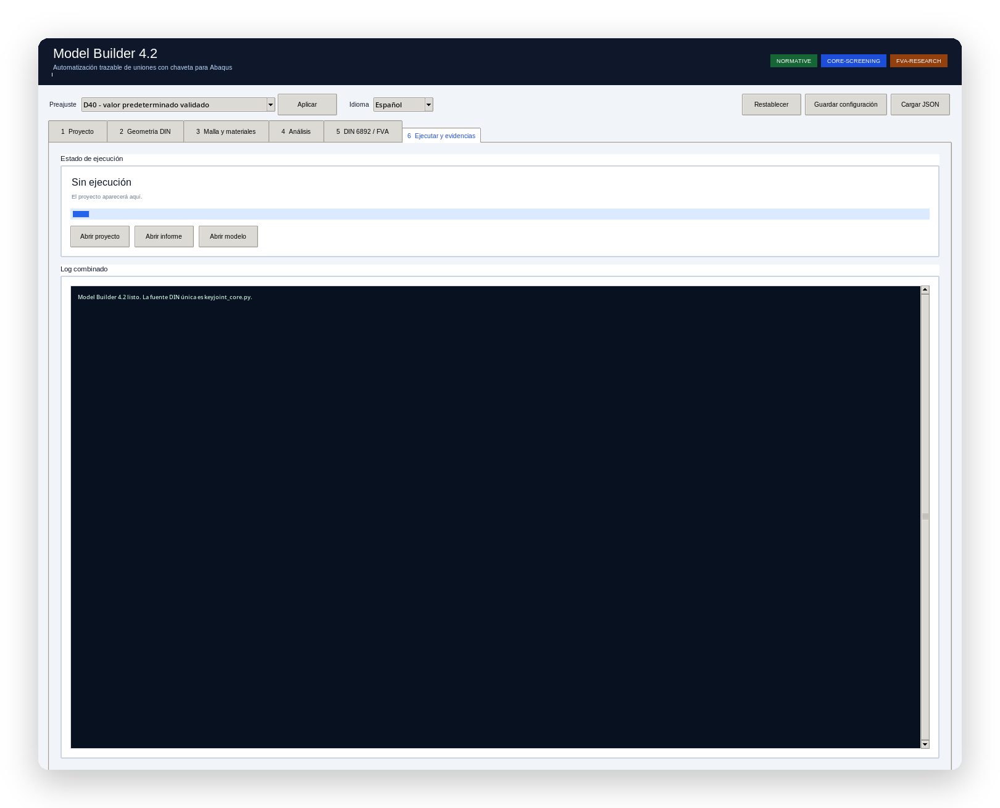 Model Builder 4.2
Automatización trazable de uniones con chaveta para Abaqus
NORMATIVE CORE-SCREENING FVA-RESEARCH
Preajuste D40 - valor predeterminado validado Aplicar Idioma Español Restablecer Guardar configuración Cargar JSON
1 Proyecto 2 Geometría DIN 3 Malla y materiales 4 Análisis 5 DIN 6892 / FVA 6 Ejecutar y evidencias
Estado de ejecución
Sin ejecución
El proyecto aparecerá aquí.
Abrir proyecto Abrir informe Abrir modelo
Log combinado
Model Builder 4.2 listo. La fuente DIN única es keyjoint_core.py.